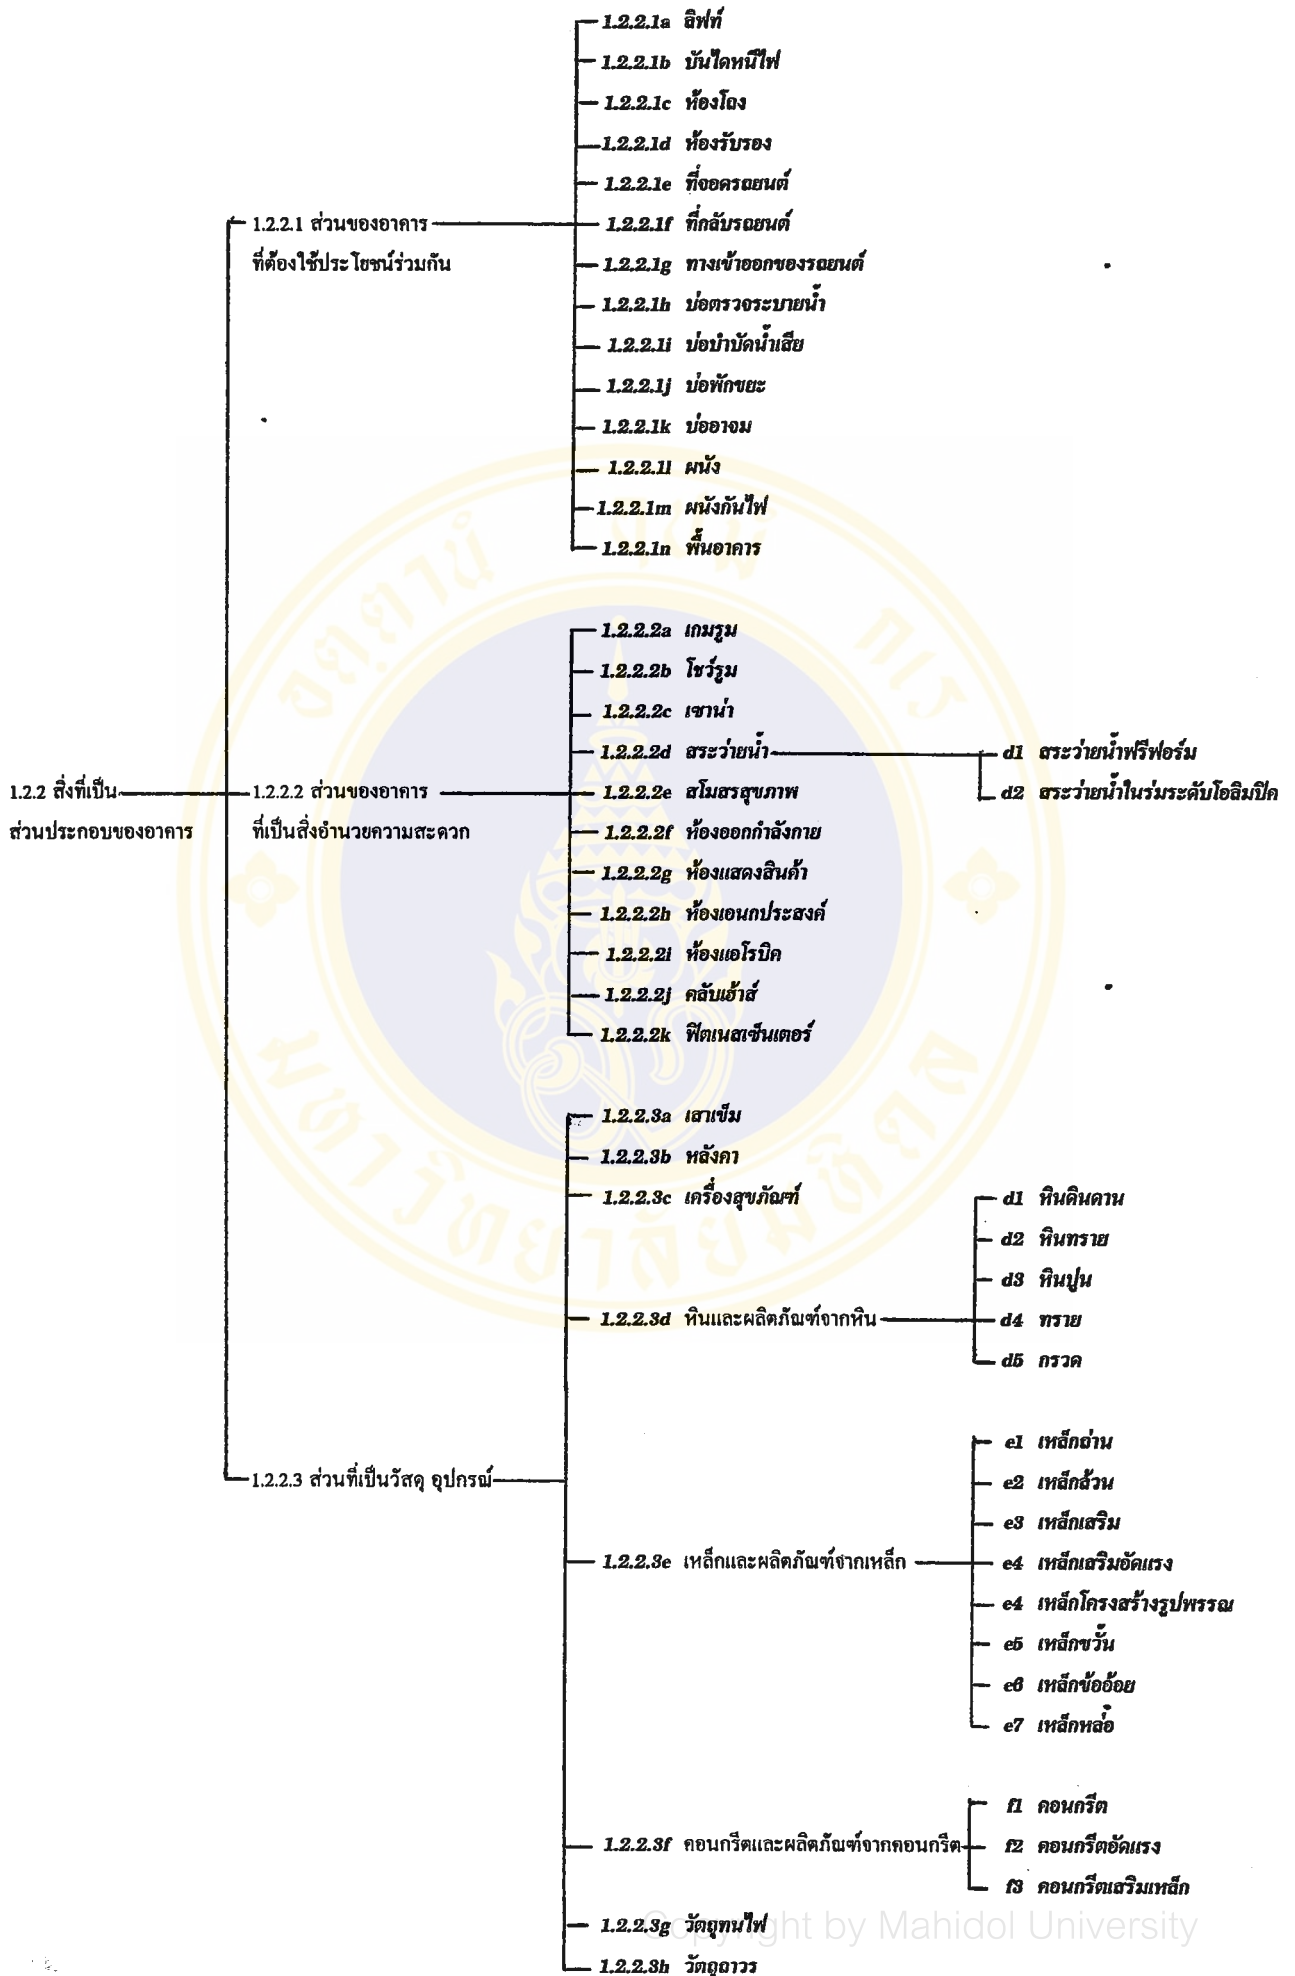 1.2.2.1a ลิฟท์
1.2.2.1b บันไดหนีไฟ
1.2.2.1c ห้องโถง
1.2.2.1d ห้องรับรอง
1.2.2.1e ที่จอดรถยนต์
1.2.2.1 ส่วนของอาคาร
1.2.2.1f ที่กลับรถยนต์
ที่ต้องใช้ประโยชน์ร่วมกัน
1.2.2.1g ทางเข้าออกของรถยนต์
1.2.2.1h บ่อตรวจระบายน้ำ
1.2.2.1i บ่อบำบัดน้ำเสีย
1.2.2.1j บ่อพักขยะ
1.2.2.1k บ่ออาจม
1.2.2.1l ผนัง
1.2.2.1m ผนังกันไฟ
1.2.2.1n พื้นอาคาร
1.2.2.2a เกมรูม
1.2.2.2b โชว์รูม
1.2.2.2c เซาน่า
1.2.2.2d สระว่ายน้ำ
d1 สระว่ายน้ำฟรีฟอร์ม
1.2.2 สิ่งที่เป็น
1.2.2.2 ส่วนของอาคาร
1.2.2.2e สโมสรสุขภาพ
d2 สระว่ายน้ำในร่มระดับโอลิมปิค
ส่วนประกอบของอาคาร
ที่เป็นสิ่งอำนวยความสะดวก
1.2.2.2f ห้องออกกำลังกาย
1.2.2.2g ห้องแสดงสินค้า
1.2.2.2h ห้องเอนกประสงค์
1.2.2.2i ห้องแอโรบิค
1.2.2.2j คลับเฮ้าส์
1.2.2.2k ฟิตเนสเซ็นเตอร์
1.2.2.3a เสาเข็ม
1.2.2.3b หลังคา
1.2.2.3c เครื่องสุขภัณฑ์
d1 หินดินดาน
d2 หินทราย
d3 หินปูน
1.2.2.3d หินและผลิตภัณฑ์จากหิน
d4 ทราย
d5 กรวด
e1 เหล็กถ่าน
1.2.2.3 ส่วนที่เป็นวัสดุ อุปกรณ์
e2 เหล็กล้วน
e3 เหล็กเสริม
1.2.2.3e เหล็กและผลิตภัณฑ์จากเหล็ก
e4 เหล็กเสริมอัดแรง
e4 เหล็กโครงสร้างรูปพรรณ
e5 เหล็กขวั้น
e6 เหล็กข้ออ้อย
e7 เหล็กหล่อ
f1 คอนกรีต
1.2.2.3f คอนกรีตและผลิตภัณฑ์จากคอนกรีต
f2 คอนกรีตอัดแรง
f3 คอนกรีตเสริมเหล็ก
1.2.2.3g วัตถุทนไฟ
Copyright by Mahidol University
1.2.2.3h วัตถุถาวร
อตฺตานํ อุปมํ กเร
มหาวิทยาลัยมหิดล